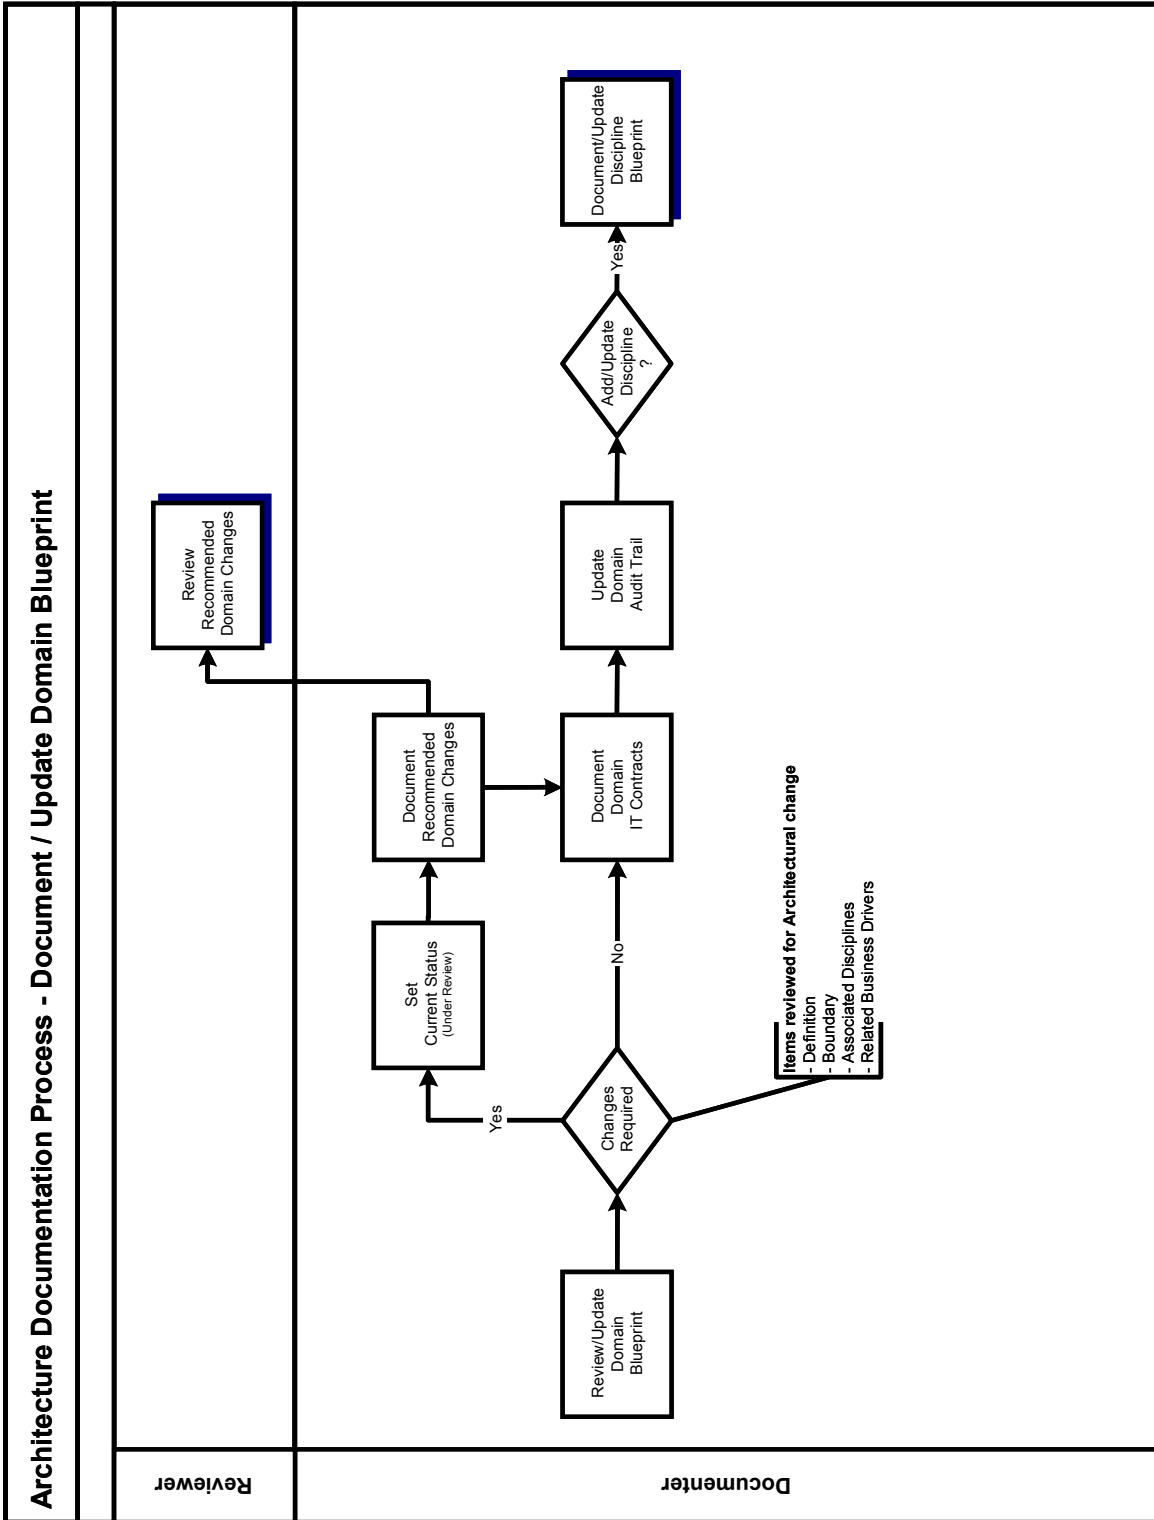 Architecture Documentation Process - Document / Update Domain Blueprint
Reviewer
Review
Recommended
Domain Changes
Documenter
Review/Update
Domain
Blueprint
Changes
Required
Yes
Set
Current Status
(Under Review)
Document
Recommended
Domain Changes
No
Document
Domain
IT Contracts
Update
Domain
Audit Trail
Add/Update
Discipline
?
Yes
Document/Update
Discipline
Blueprint
Items reviewed for Architectural change
- Definition
- Boundary
- Associated Disciplines
- Related Business Drivers